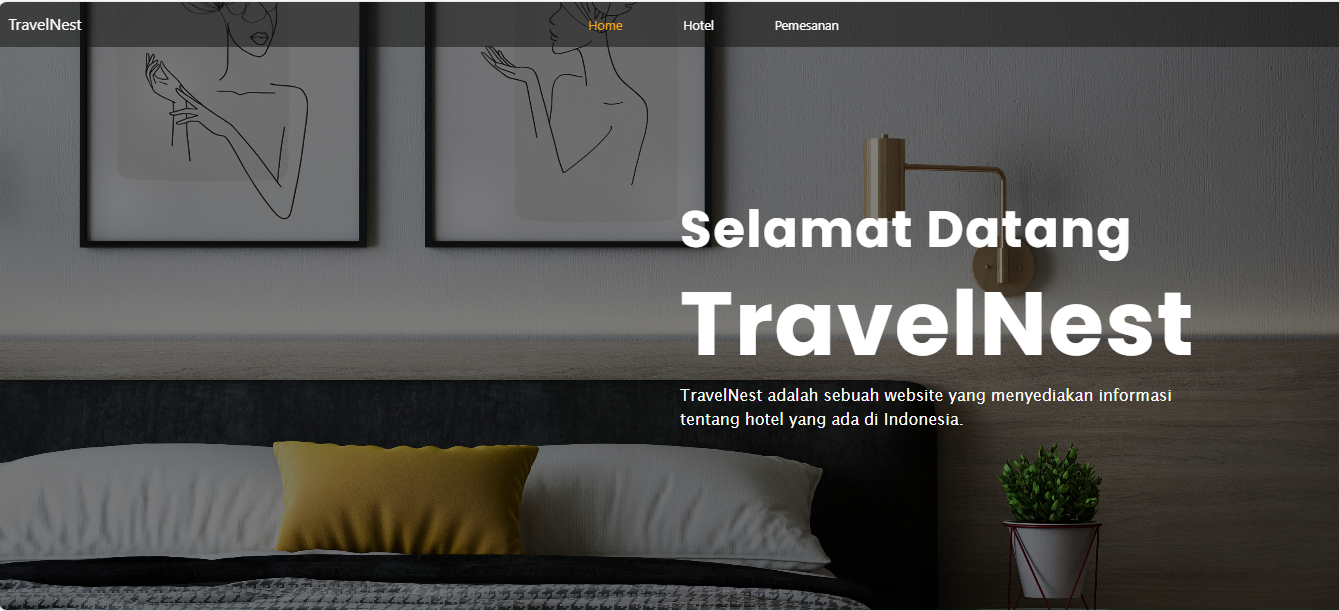 TravelNest
Home Hotel Pemesanan
Selamat Datang
TravelNest
TravelNest adalah sebuah website yang menyediakan informasi
tentang hotel yang ada di Indonesia.